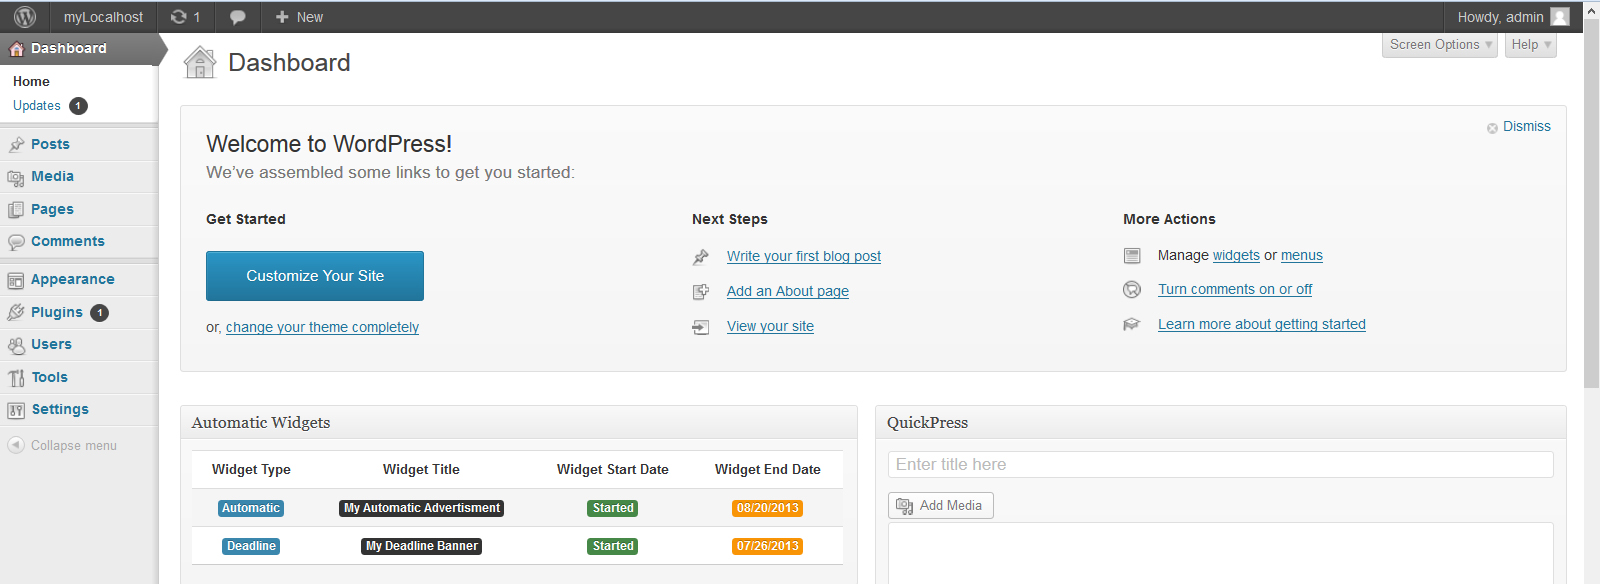 myLocalhost 1 New Howdy, admin
Dashboard
Home
Updates 1
Posts
Media
Pages
Comments
Appearance
Plugins 1
Users
Tools
Settings
Collapse menu
Screen Options Help
Dashboard
Dismiss
Welcome to WordPress!
We've assembled some links to get you started:
Get Started
Customize Your Site
or, change your theme completely
Next Steps
Write your first blog post
Add an About page
View your site
More Actions
Manage widgets or menus
Turn comments on or off
Learn more about getting started
Automatic Widgets
Widget Type Widget Title Widget Start Date Widget End Date
Automatic My Automatic Advertisment Started 08/20/2013
Deadline My Deadline Banner Started 07/26/2013
QuickPress
Enter title here
Add Media